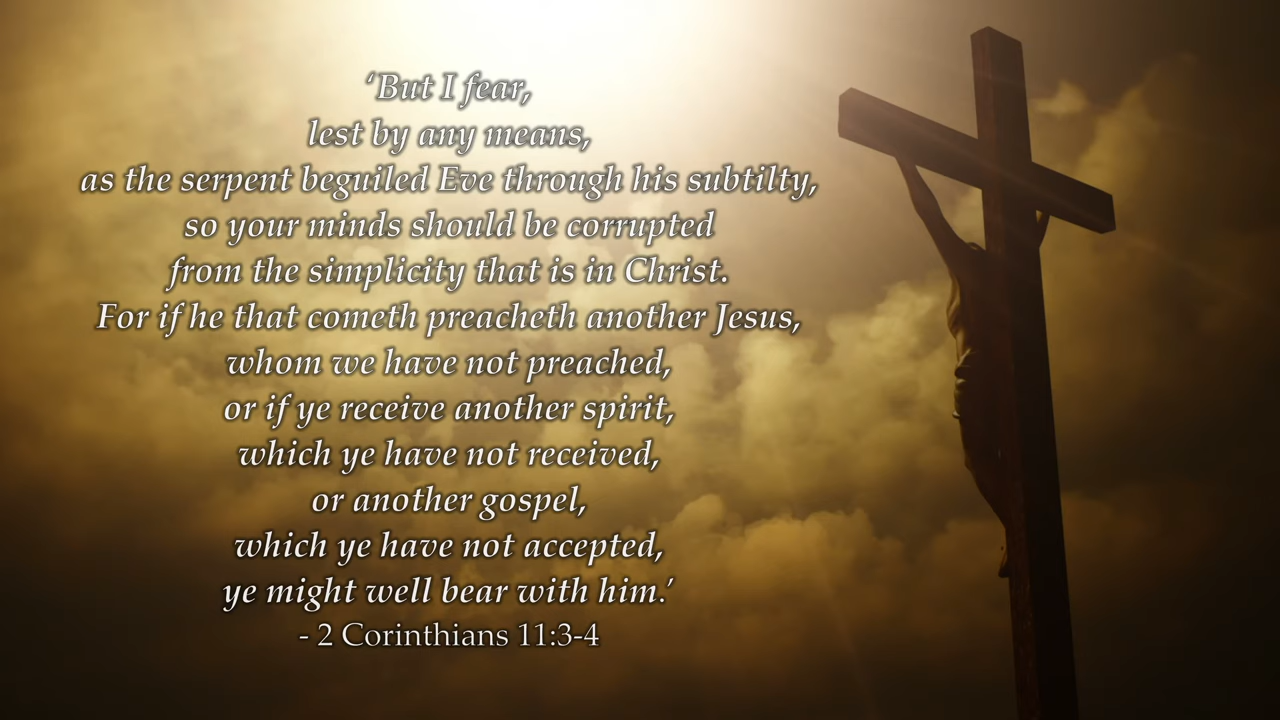 ‘But I fear,
lest by any means,
as the serpent beguiled Eve through his subtilty,
so your minds should be corrupted
from the simplicity that is in Christ.
For if he that cometh preacheth another Jesus,
whom we have not preached,
or if ye receive another spirit,
which ye have not received,
or another gospel,
which ye have not accepted,
ye might well bear with him.’
- 2 Corinthians 11:3-4